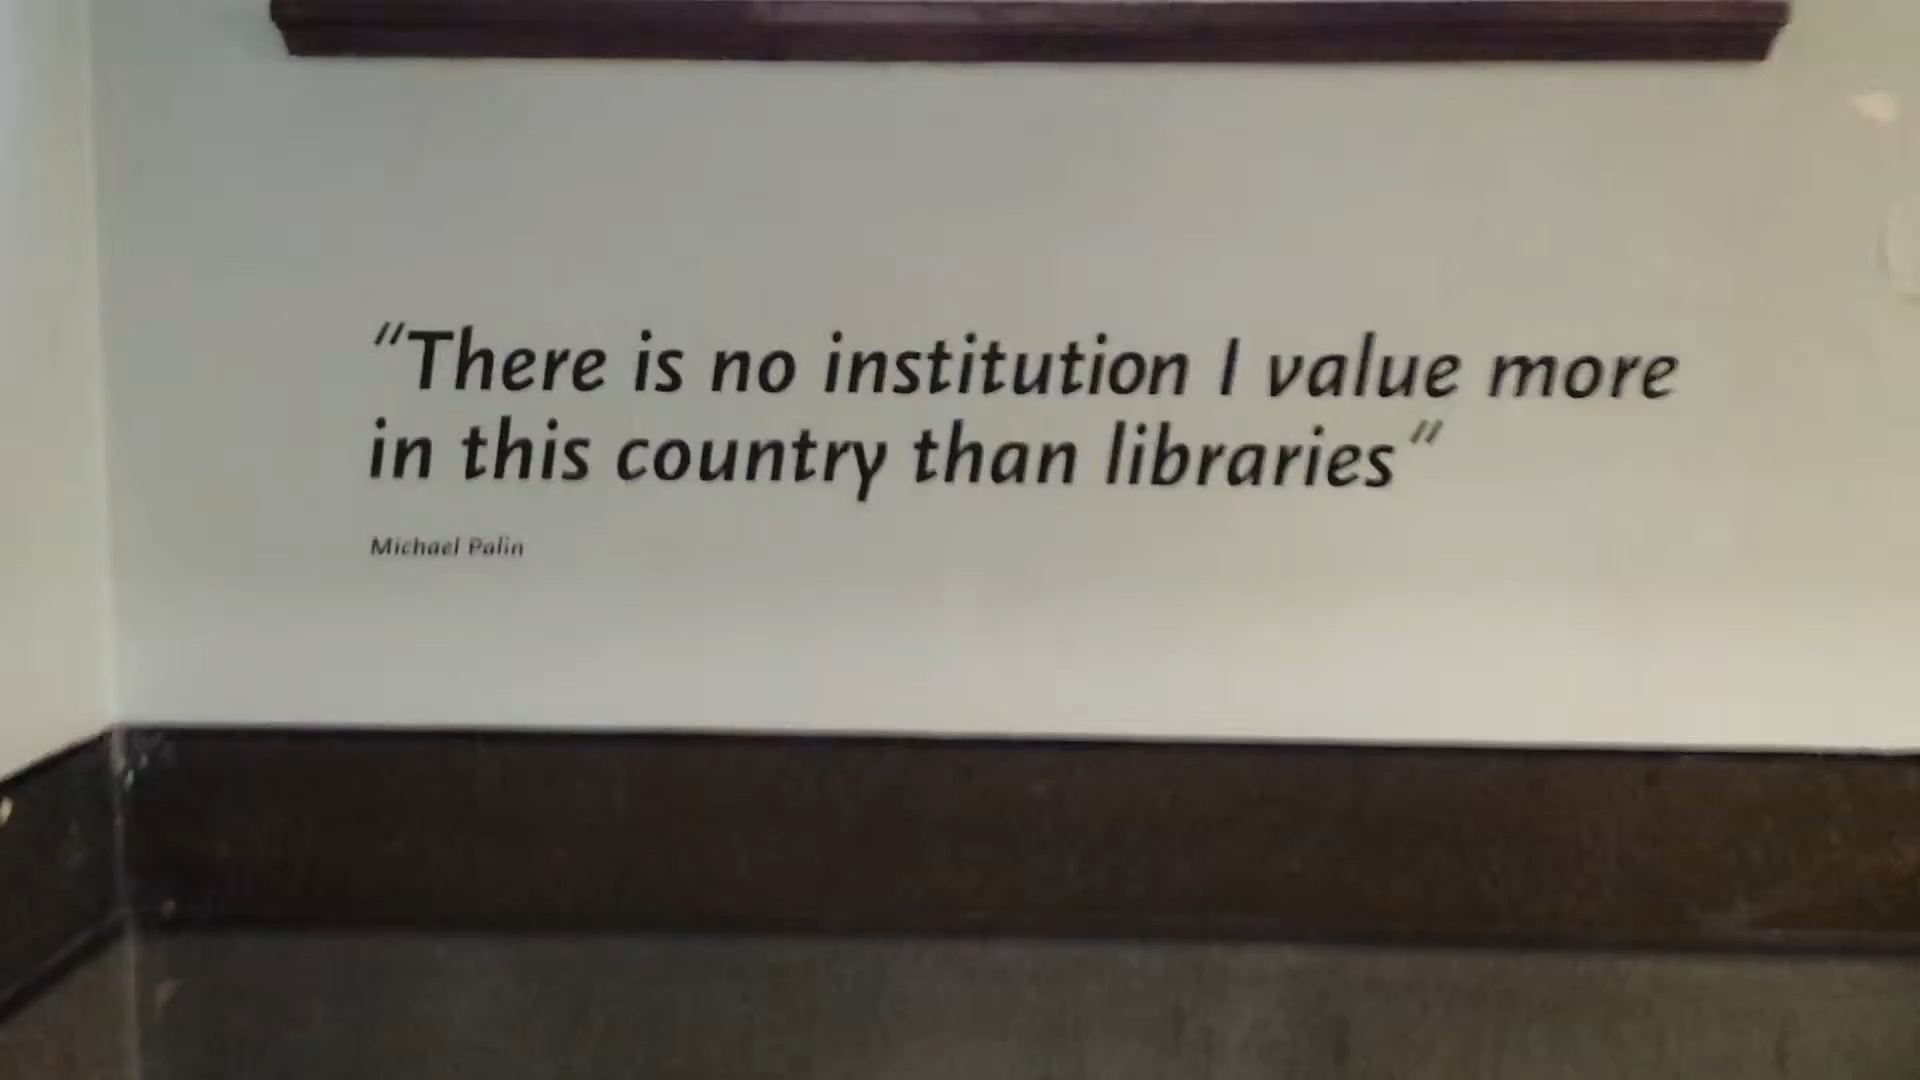 "There is no institution I value more
in this country than libraries"
Michael Palin